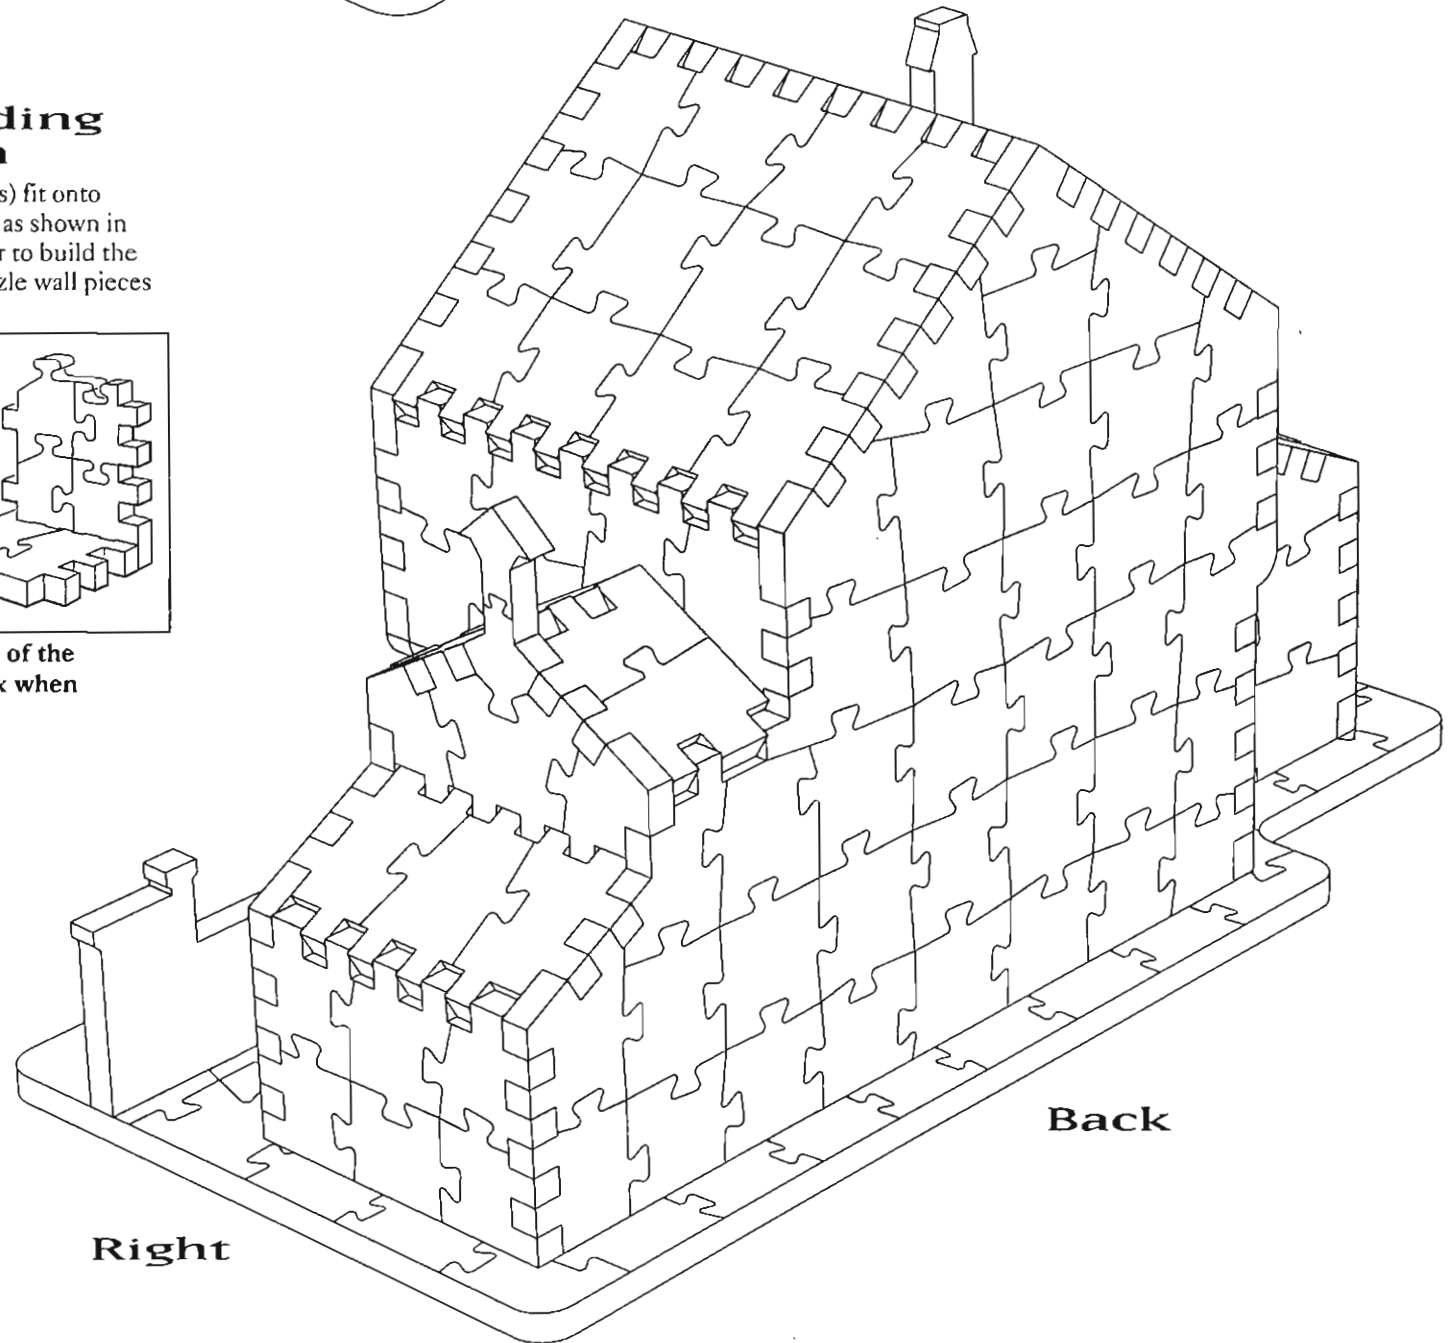 ding
n
s) fit onto
as shown in
r to build the
zle wall pieces
of the
x when
Back
Right